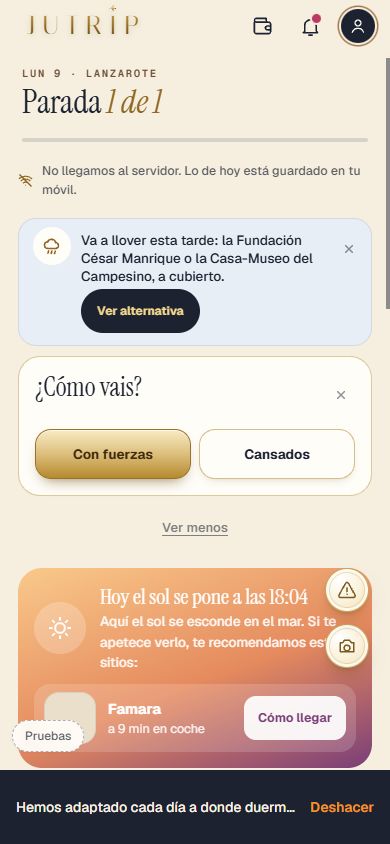 JUTRIP
LUN 9 · LANZAROTE
Parada 1 de 1
No llegamos al servidor. Lo de hoy está guardado en tu
móvil.
Va a llover esta tarde: la Fundación
César Manrique o la Casa-Museo del
Campesino, a cubierto.
Ver alternativa
¿Cómo vais?
Con fuerzas
Cansados
Ver menos
Hoy el sol se pone a las 18:04
Aquí el sol se esconde en el mar. Si te
apetece verlo, te recomendamos
sitios:
Famara
a 9 min en coche
Cómo llegar
Pruebas
Hemos adaptado cada día a donde duerm...
Deshacer